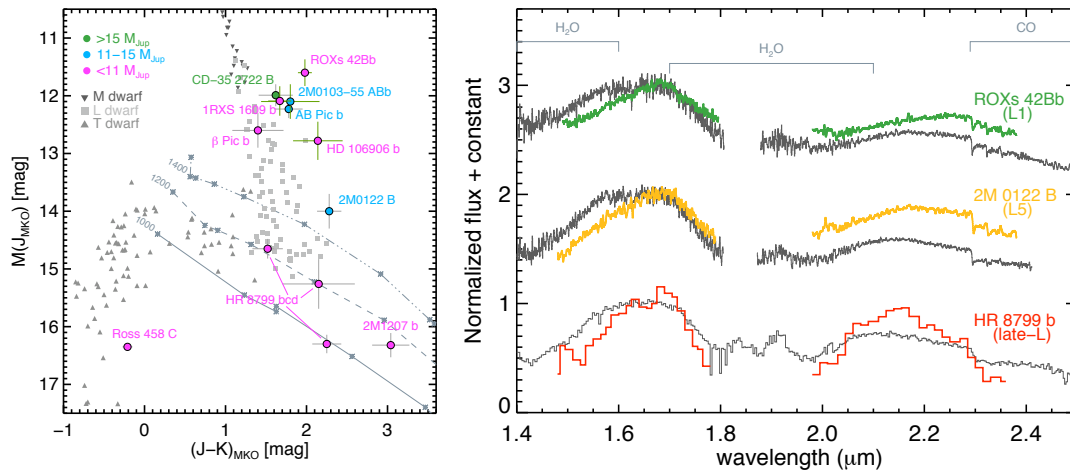 11
12
13
14
15
16
17
M(J_MKO) [mag]
>15 M_Jup
11−15 M_Jup
<11 M_Jup
M dwarf
L dwarf
T dwarf
ROXs 42Bb
CD−35 2722 B
2M0103−55 ABb
1RXS 1609 b
AB Pic b
β Pic b
HD 106906 b
1400
1200
1000
2M0122 B
HR 8799 bcd
Ross 458 C
2M1207 b
−1
0
1
2
3
(J−K)_MKO [mag]
H₂O
H₂O
CO
ROXs 42Bb
(L1)
2M 0122 B
(L5)
HR 8799 b
(late−L)
3
2
1
0
Normalized flux + constant
1.4
1.6
1.8
2.0
2.2
2.4
wavelength (μm)